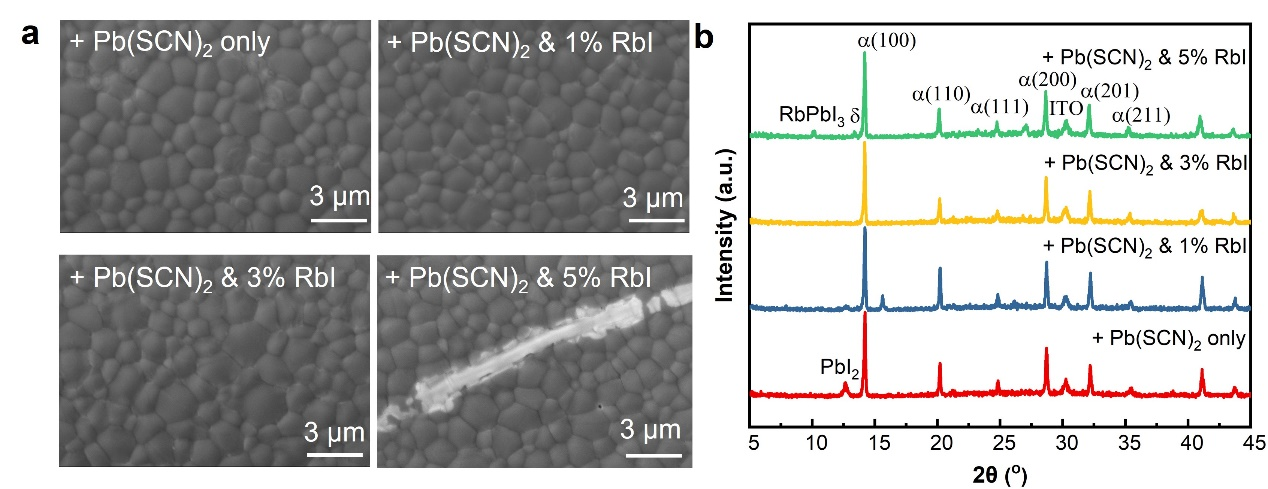 a
+ Pb(SCN)₂ only
3 µm
+ Pb(SCN)₂ & 1% RbI
3 µm
+ Pb(SCN)₂ & 3% RbI
3 µm
+ Pb(SCN)₂ & 5% RbI
3 µm
b
Intensity (a.u.)
α(100)
+ Pb(SCN)₂ & 5% RbI
α(200)
α(110)
α(111)
ITO
α(201)
α(211)
RbPbI₃ δ
+ Pb(SCN)₂ & 3% RbI
+ Pb(SCN)₂ & 1% RbI
+ Pb(SCN)₂ only
PbI₂
5 10 15 20 25 30 35 40 45
2θ (°)